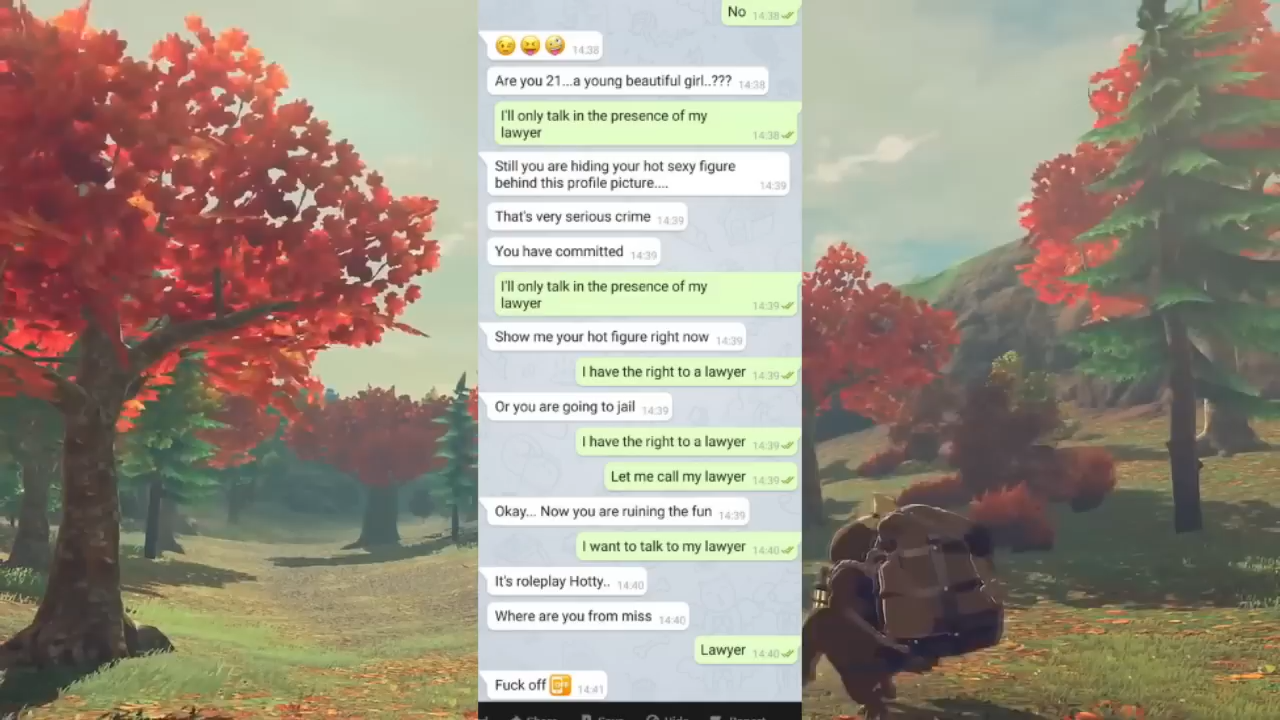 No 14:38
😉 😝 🤪 14:38
Are you 21...a young beautiful girl..??? 14:38
I'll only talk in the presence of my
lawyer 14:38
Still you are hiding your hot sexy figure
behind this profile picture.... 14:39
That's very serious crime 14:39
You have committed 14:39
I'll only talk in the presence of my
lawyer 14:39
Show me your hot figure right now 14:39
I have the right to a lawyer 14:39
Or you are going to jail 14:39
I have the right to a lawyer 14:39
Let me call my lawyer 14:39
Okay... Now you are ruining the fun 14:39
I want to talk to my lawyer 14:40
It's roleplay Hotty.. 14:40
Where are you from miss 14:40
Lawyer 14:40
Fuck off 📴 14:41